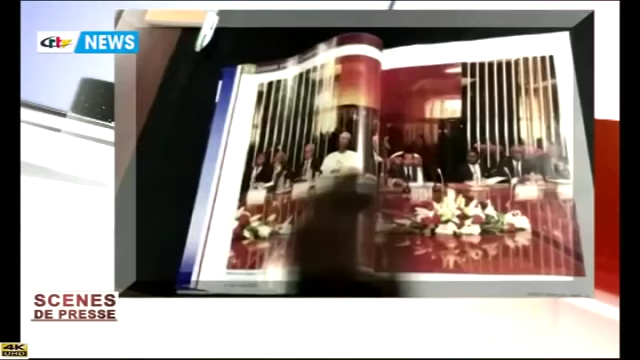 crtv NEWS
SCENES
DE PRESSE
4K
UHD